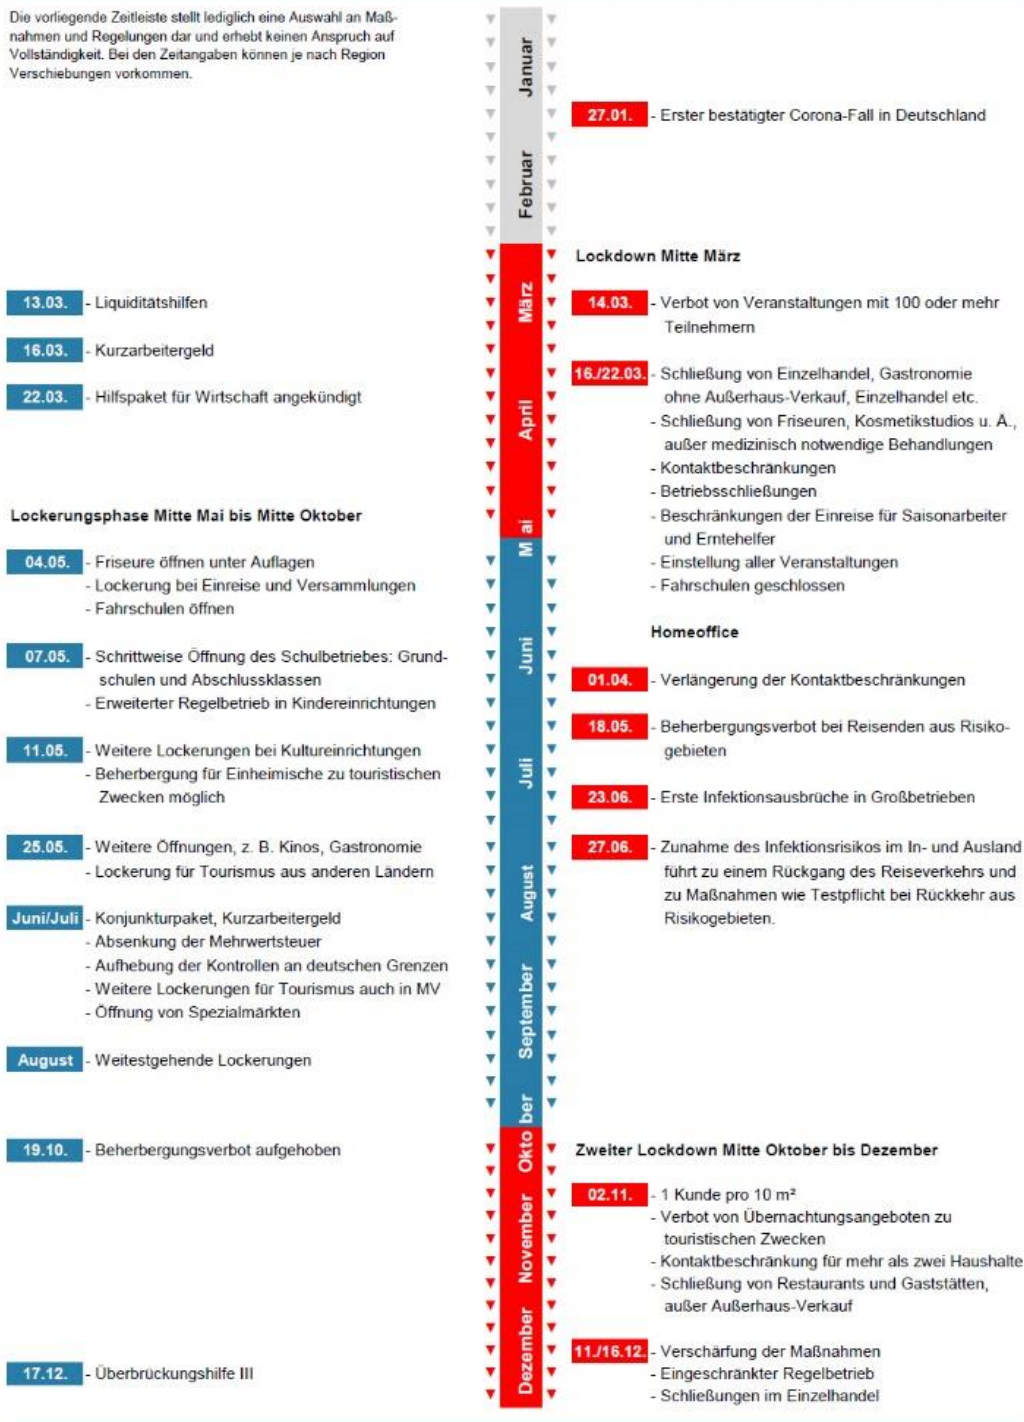 Die vorliegende Zeitleiste stellt lediglich eine Auswahl an Maß-
nahmen und Regelungen dar und erhebt keinen Anspruch auf
Vollständigkeit. Bei den Zeitangaben können je nach Region
Verschiebungen vorkommen.
Januar
Februar
März
April
Mai
Juni
Juli
August
September
Oktober
November
Dezember
13.03. - Liquiditätshilfen
16.03. - Kurzarbeitergeld
22.03. - Hilfspaket für Wirtschaft angekündigt
Lockerungsphase Mitte Mai bis Mitte Oktober
04.05. - Friseure öffnen unter Auflagen
- Lockerung bei Einreise und Versammlungen
- Fahrschulen öffnen
07.05. - Schrittweise Öffnung des Schulbetriebes: Grund-
schulen und Abschlussklassen
- Erweiterter Regelbetrieb in Kindereinrichtungen
11.05. - Weitere Lockerungen bei Kultureinrichtungen
- Beherbergung für Einheimische zu touristischen
Zwecken möglich
25.05. - Weitere Öffnungen, z. B. Kinos, Gastronomie
- Lockerung für Tourismus aus anderen Ländern
Juni/Juli - Konjunkturpaket, Kurzarbeitergeld
- Absenkung der Mehrwertsteuer
- Aufhebung der Kontrollen an deutschen Grenzen
- Weitere Lockerungen für Tourismus auch in MV
- Öffnung von Spezialmärkten
August - Weitestgehende Lockerungen
19.10. - Beherbergungsverbot aufgehoben
17.12. - Überbrückungshilfe III
27.01. - Erster bestätigter Corona-Fall in Deutschland
Lockdown Mitte März
14.03. - Verbot von Veranstaltungen mit 100 oder mehr
Teilnehmern
16./22.03. - Schließung von Einzelhandel, Gastronomie
ohne Außerhaus-Verkauf, Einzelhandel etc.
- Schließung von Friseuren, Kosmetikstudios u. Ä.,
außer medizinisch notwendige Behandlungen
- Kontaktbeschränkungen
- Betriebsschließungen
- Beschränkungen der Einreise für Saisonarbeiter
und Erntehelfer
- Einstellung aller Veranstaltungen
- Fahrschulen geschlossen
Homeoffice
01.04. - Verlängerung der Kontaktbeschränkungen
18.05. - Beherbergungsverbot bei Reisenden aus Risiko-
gebieten
23.06. - Erste Infektionsausbrüche in Großbetrieben
27.06. - Zunahme des Infektionsrisikos im In- und Ausland
führt zu einem Rückgang des Reiseverkehrs und
zu Maßnahmen wie Testpflicht bei Rückkehr aus
Risikogebieten.
Zweiter Lockdown Mitte Oktober bis Dezember
02.11. - 1 Kunde pro 10 m²
- Verbot von Übernachtungsangeboten zu
touristischen Zwecken
- Kontaktbeschränkung für mehr als zwei Haushalte
- Schließung von Restaurants und Gaststätten,
außer Außerhaus-Verkauf
11./16.12. - Verschärfung der Maßnahmen
- Eingeschränkter Regelbetrieb
- Schließungen im Einzelhandel